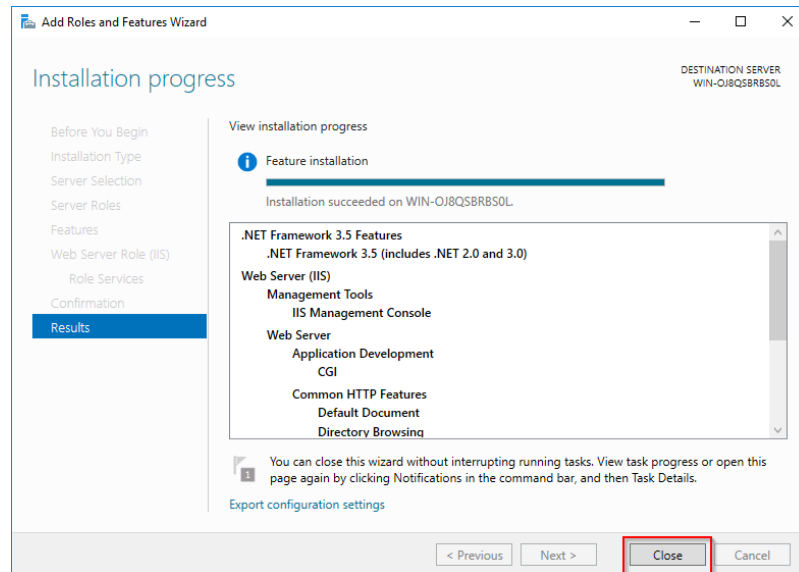 Add Roles and Features Wizard
Installation progress
DESTINATION SERVER
WIN-OJ8QSBRBS0L
Before You Begin
Installation Type
Server Selection
Server Roles
Features
Web Server Role (IIS)
Role Services
Confirmation
Results
View installation progress
Feature installation
Installation succeeded on WIN-OJ8QSBRBS0L.
.NET Framework 3.5 Features
.NET Framework 3.5 (includes .NET 2.0 and 3.0)
Web Server (IIS)
Management Tools
IIS Management Console
Web Server
Application Development
CGI
Common HTTP Features
Default Document
Directory Browsing
1
You can close this wizard without interrupting running tasks. View task progress or open this
page again by clicking Notifications in the command bar, and then Task Details.
Export configuration settings
< Previous
Next >
Close
Cancel